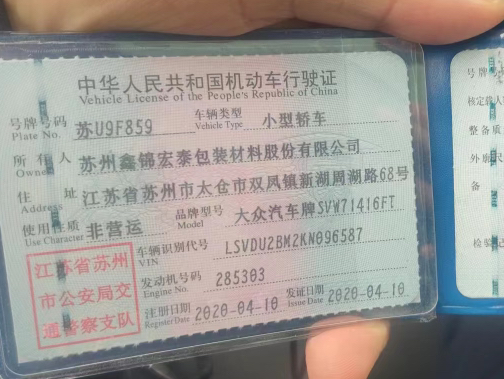 中华人民共和国机动车行驶证
Vehicle License of the People's Republic of China
号牌号码 苏U9F859 车辆类型 小型轿车
Plate No. Vehicle Type
所有人 苏州鑫锦宏泰包装材料股份有限公司
Owner
住址 江苏省苏州市太仓市双凤镇新湖周湖路68号
Address
使用性质 非营运 品牌型号 大众汽车牌SVW71416FT
Use Character Model
车辆识别代号 LSVDU2BM2KN096587
VIN
发动机号码 285303
Engine No.
注册日期 2020-04-10 发证日期 2020-04-10
Register Date Issue Date
江苏省苏州
市公安局交
通警察支队
号牌
核定载人
整备质
外廓尺
备
检验记